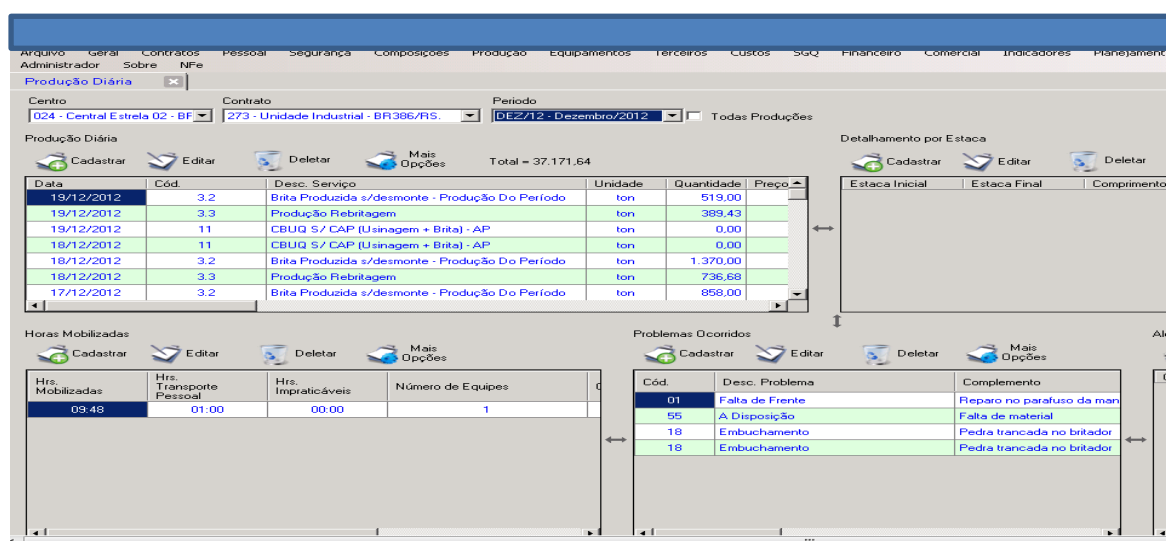 Arquivo Geral Contratos Pessoal Segurança Composições Produção Equipamentos Terceiros Custos SGQ Financeiro Comercial Indicadores Planejament
Administrador Sobre NFe
Produção Diária
Centro Contrato Periodo
024 - Central Estrela 02 - BF 273 - Unidade Industrial - BR386/RS. DEZ/12 - Dezembro/2012 Todas Produções
Produção Diária Detalhamento por Estaca
Cadastrar Editar Deletar Mais Opções Total = 37.171,64 Cadastrar Editar Deletar
Data Cód. Desc. Serviço Unidade Quantidade Preço Estaca Inicial Estaca Final Comprimento
19/12/2012 3.2 Brita Produzida s/desmonte - Produção Do Período ton 519,00
19/12/2012 3.3 Produção Rebritagem ton 389,43
19/12/2012 11 CBUQ S/ CAP (Usinagem + Brita) - AP ton 0,00
18/12/2012 11 CBUQ S/ CAP (Usinagem + Brita) - AP ton 0,00
18/12/2012 3.2 Brita Produzida s/desmonte - Produção Do Período ton 1.370,00
18/12/2012 3.3 Produção Rebritagem ton 736,68
17/12/2012 3.2 Brita Produzida s/desmonte - Produção Do Período ton 858,00
Horas Mobilizadas Problemas Ocorridos
Cadastrar Editar Deletar Mais Opções Cadastrar Editar Deletar Mais Opções
Hrs. Mobilizadas Hrs. Transporte Pessoal Hrs. Impraticáveis Número de Equipes Cód. Desc. Problema Complemento
09:48 01:00 00:00 1 01 Falta de Frente Reparo no parafuso da man
55 A Disposição Falta de material
18 Embuchamento Pedra trancada no britador
18 Embuchamento Pedra trancada no britador